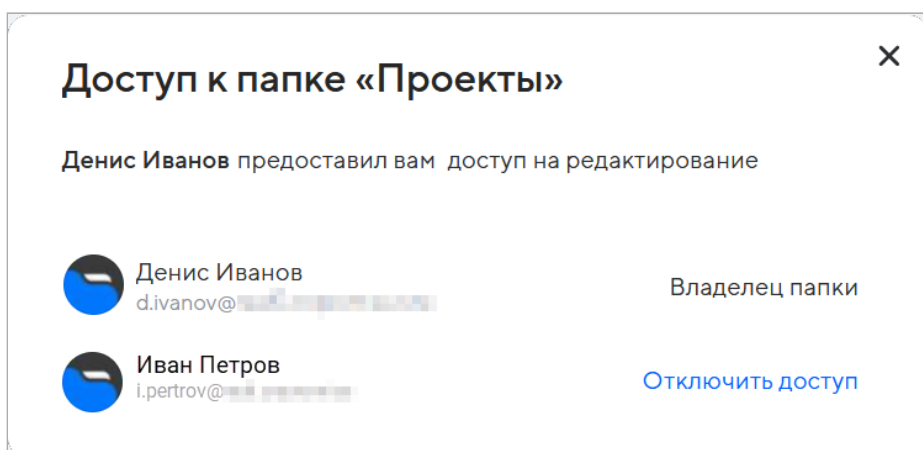 Доступ к папке «Проекты»
Денис Иванов предоставил вам доступ на редактирование
Денис Иванов
d.ivanov@
Владелец папки
Иван Петров
i.pertrov@
Отключить доступ